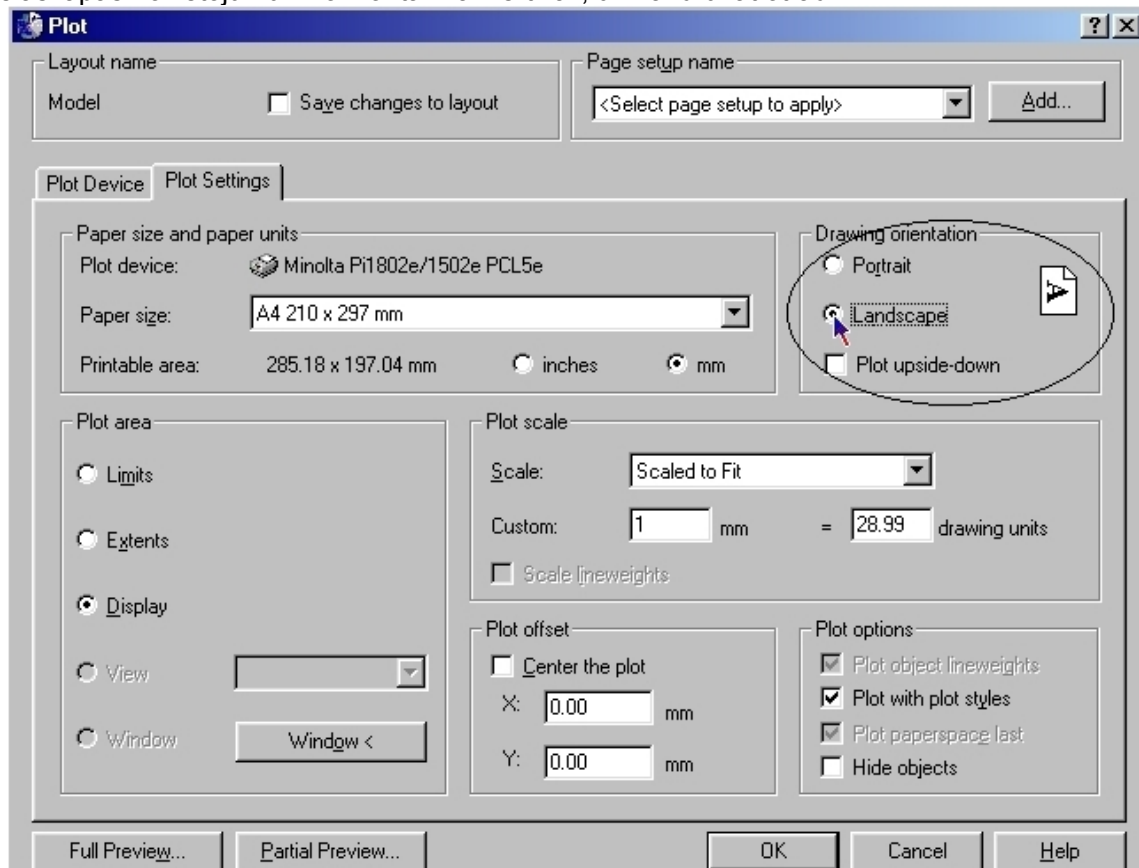 Plot
Layout name
Model
Save changes to layout
Page setup name
<Select page setup to apply>
Add...
Plot Device
Plot Settings
Paper size and paper units
Plot device:
Minolta Pi1802e/1502e PCL5e
Paper size:
A4 210 x 297 mm
Printable area:
285.18 x 197.04 mm
inches
mm
Drawing orientation
Portrait
Landscape
A
Plot upside-down
Plot area
Limits
Extents
Display
View
Window
Window <
Plot scale
Scale:
Scaled to Fit
Custom:
1
mm
=
28.99
drawing units
Scale lineweights
Plot offset
Center the plot
X:
0.00
mm
Y:
0.00
mm
Plot options
Plot object lineweights
Plot with plot styles
Plot paperspace last
Hide objects
Full Preview...
Partial Preview...
OK
Cancel
Help